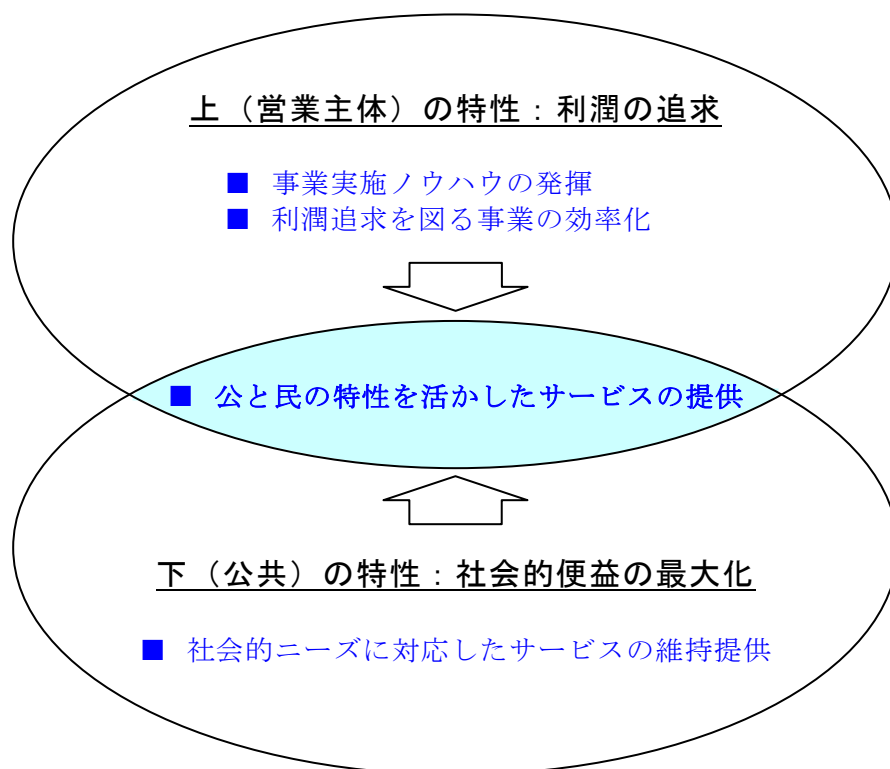 上（営業主体）の特性：利潤の追求
■ 事業実施ノウハウの発揮
■ 利潤追求を図る事業の効率化
■ 公と民の特性を活かしたサービスの提供
下（公共）の特性：社会的便益の最大化
■ 社会的ニーズに対応したサービスの維持提供